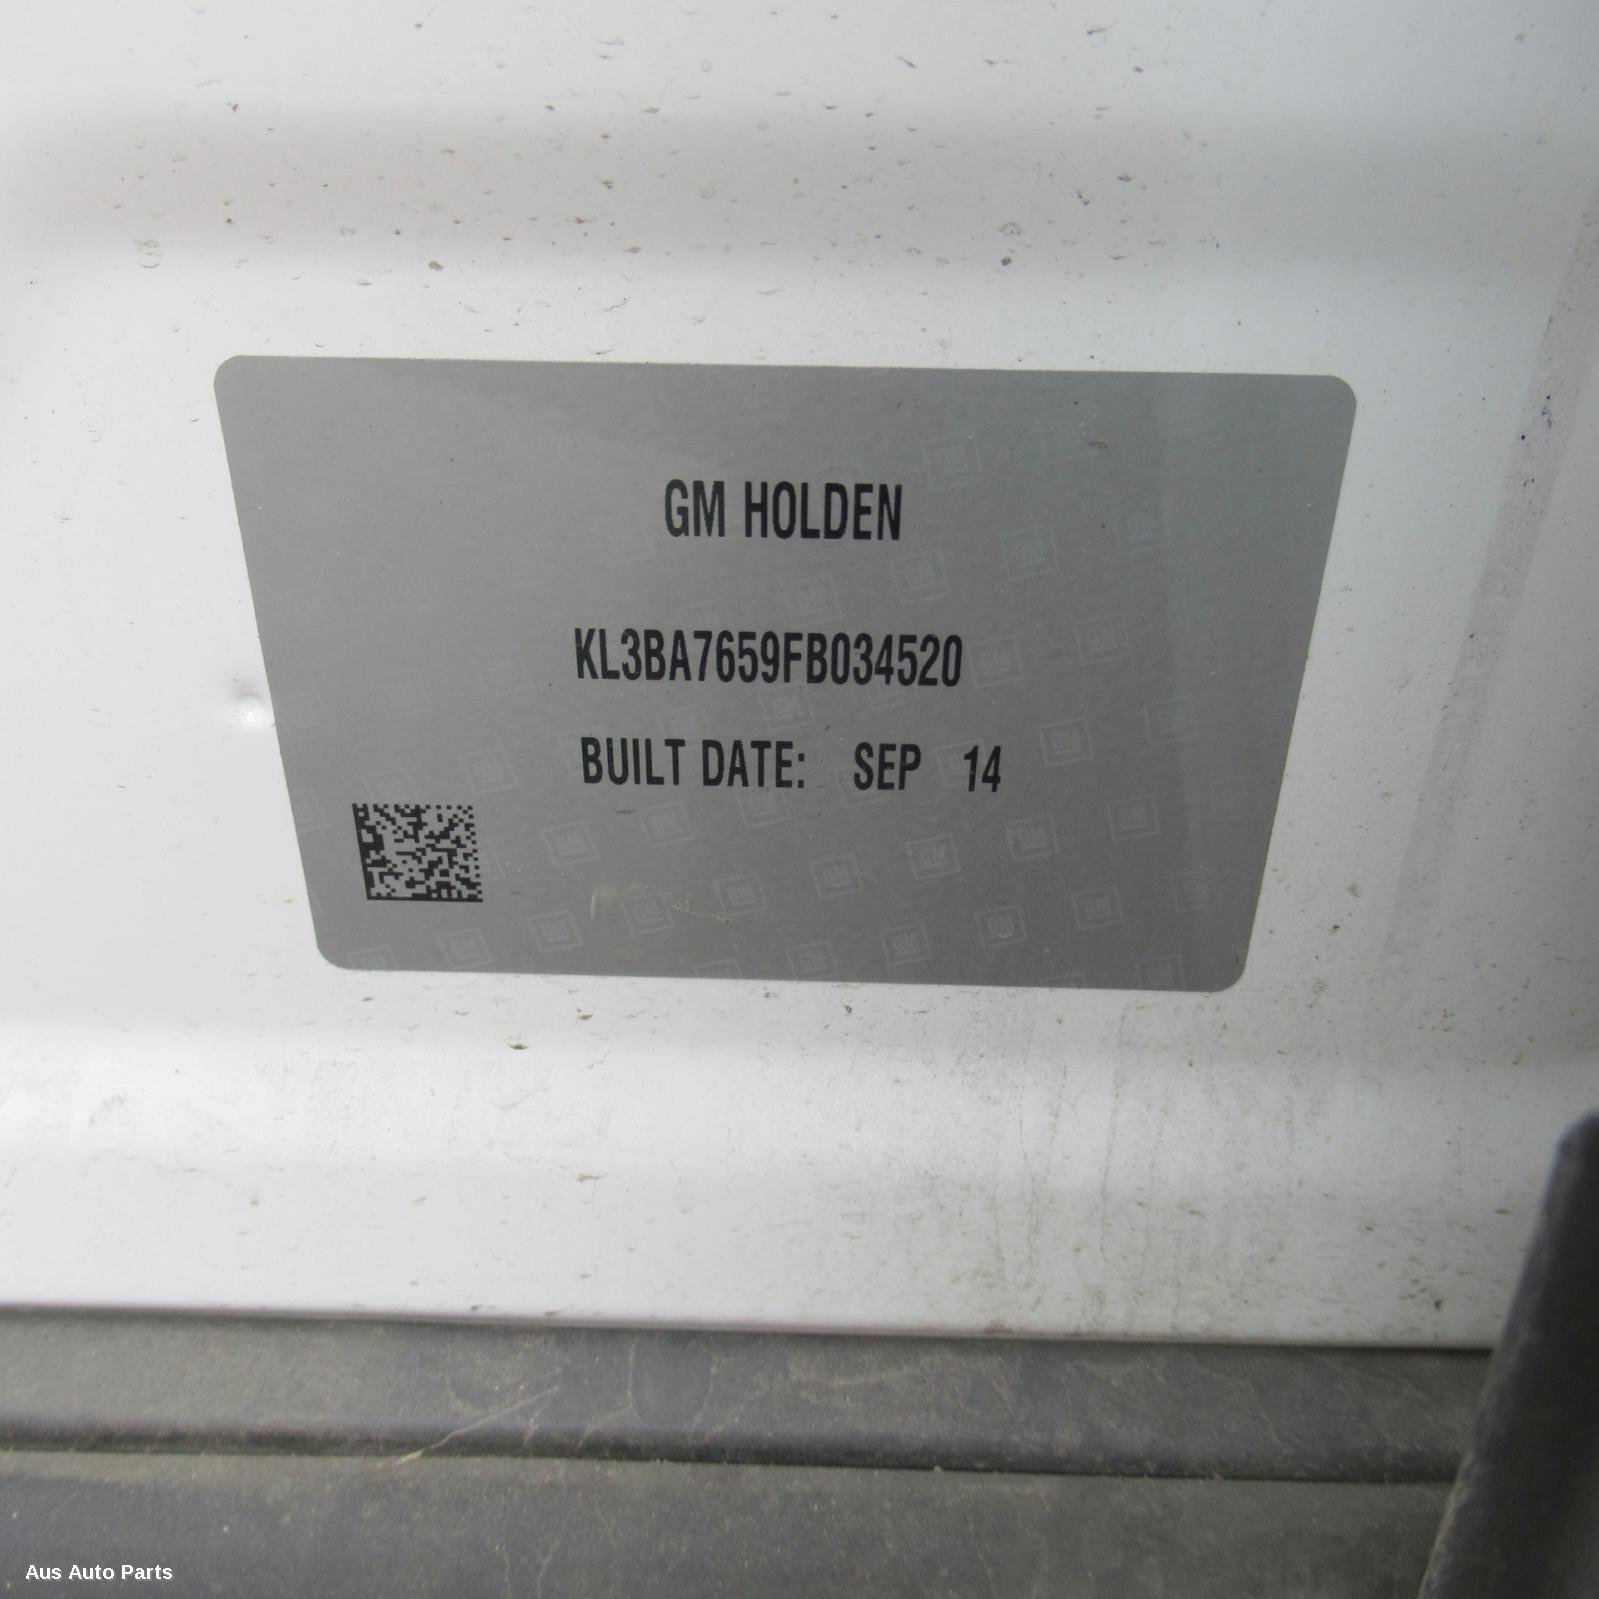 GM HOLDEN
KL3BA7659FB034520
BUILT DATE: SEP 14
Aus Auto Parts